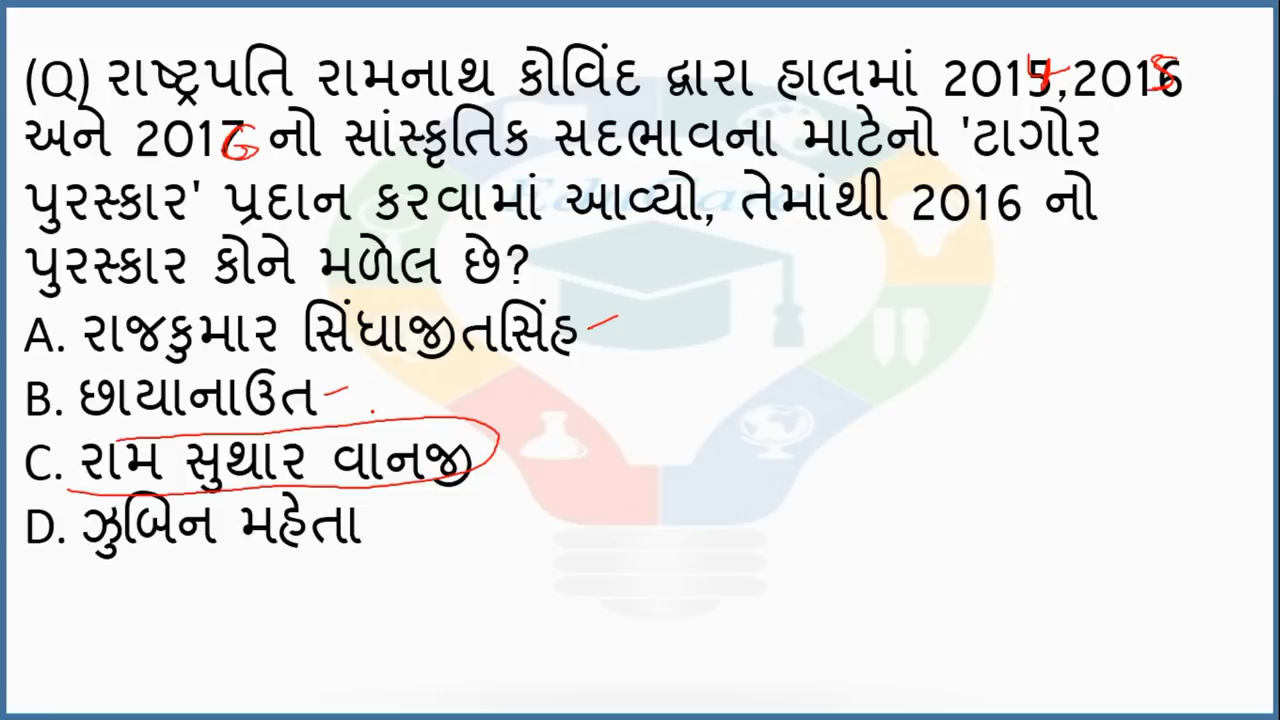 (Q) રાષ્ટ્રપતિ રામનાથ કોવિંદ દ્વારા હાલમાં 2015,2016
અને 2017 નો સાંસ્કૃતિક સદભાવના માટેનો 'ટાગોર
પુરસ્કાર' પ્રદાન કરવામાં આવ્યો, તેમાંથી 2016 નો
પુરસ્કાર કોને મળેલ છે?
A. રાજકુમાર સિંઘાજીતસિંહ
B. છાયાનાઉત
C. રામ સુથાર વાનજી
D. ઝુબિન મહેતા